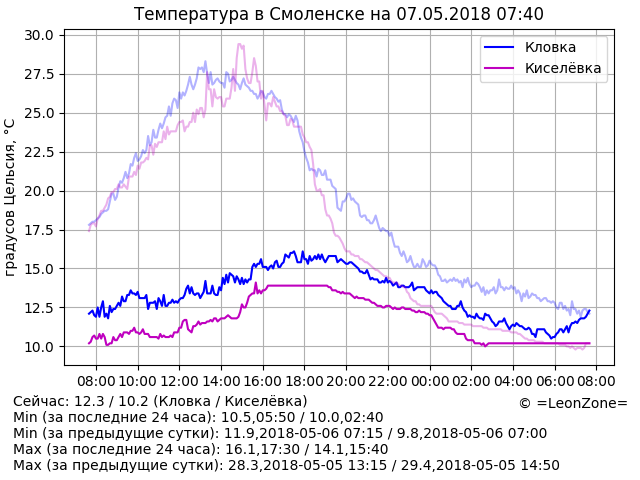 Температура в Смоленске на 07.05.2018 07:40
градусов Цельсия, °C
30.0
27.5
25.0
22.5
20.0
17.5
15.0
12.5
10.0
Кловка
Киселёвка
08:00 10:00 12:00 14:00 16:00 18:00 20:00 22:00 00:00 02:00 04:00 06:00 08:00
Сейчас: 12.3 / 10.2 (Кловка / Киселёвка)
© =LeonZone=
Min (за последние 24 часа): 10.5,05:50 / 10.0,02:40
Min (за предыдущие сутки): 11.9,2018-05-06 07:15 / 9.8,2018-05-06 07:00
Max (за последние 24 часа): 16.1,17:30 / 14.1,15:40
Max (за предыдущие сутки): 28.3,2018-05-05 13:15 / 29.4,2018-05-05 14:50